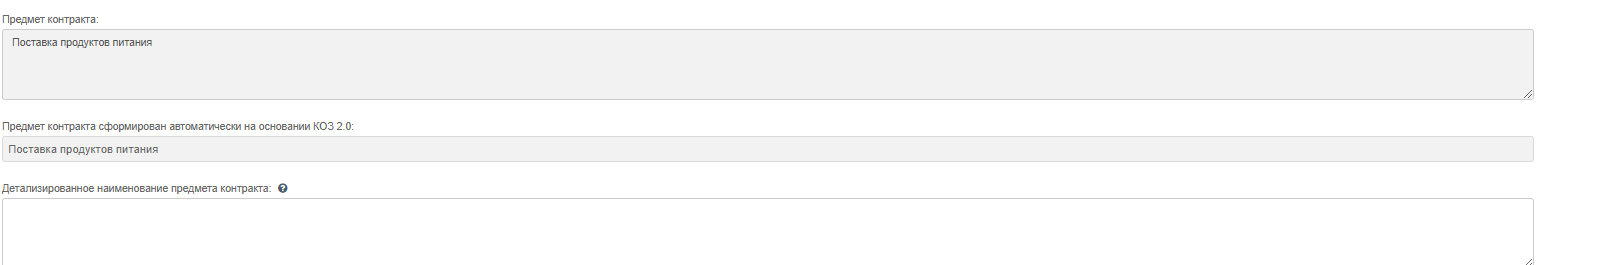 Предмет контракта:
Поставка продуктов питания
Предмет контракта сформирован автоматически на основании КОЗ 2.0:
Поставка продуктов питания
Детализированное наименование предмета контракта: ?